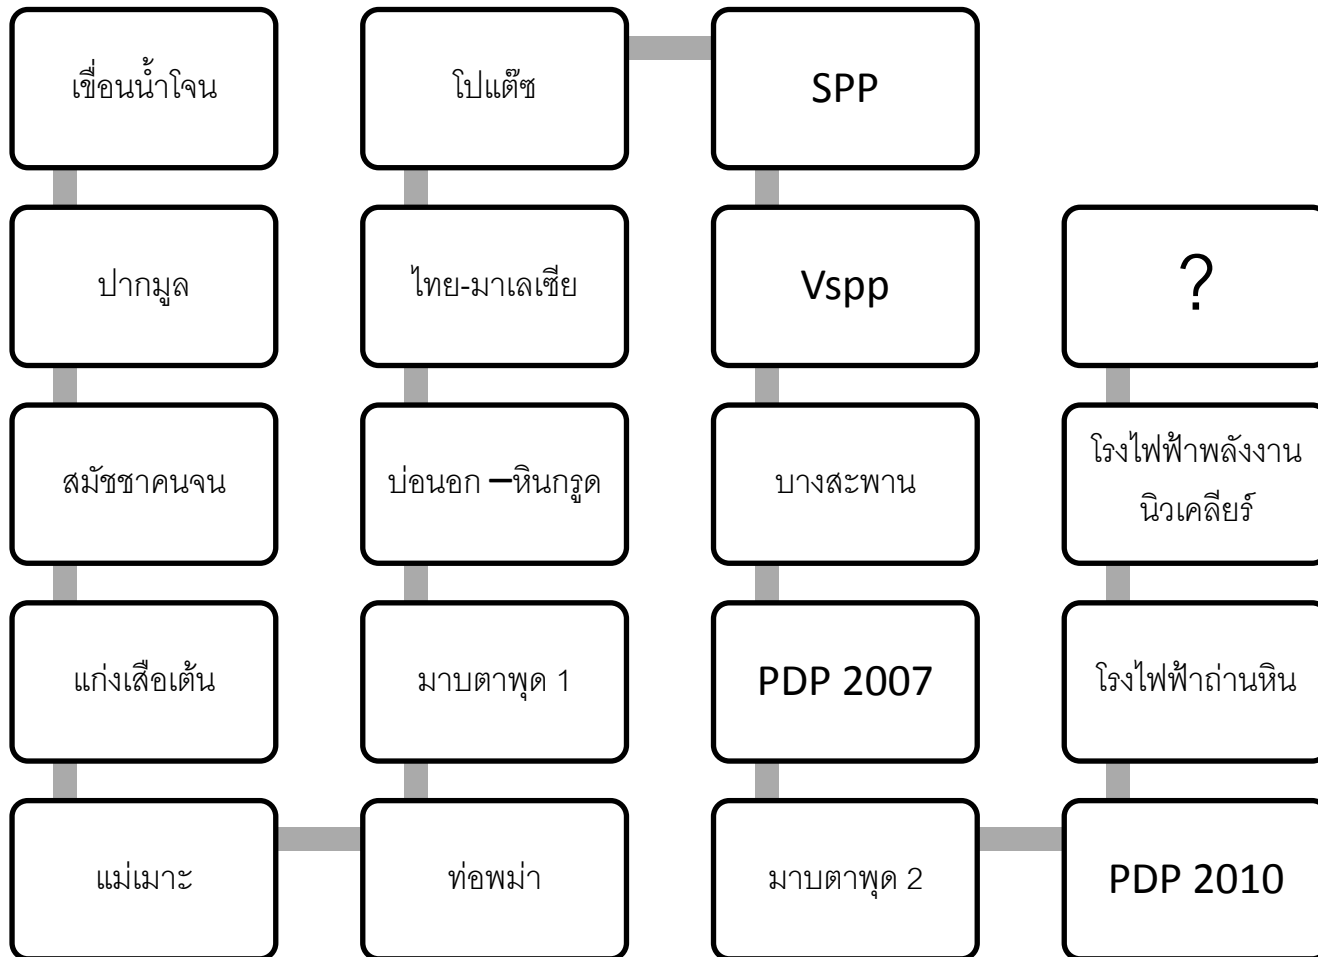 เขื่อนน้ำโจน
ปากมูล
สมัชชาคนจน
แก่งเสือเต้น
แม่เมาะ
ท่อพม่า
มาบตาพุด 1
บ่อนอก –หินกรูด
ไทย-มาเลเซีย
โปแต๊ซ
SPP
Vspp
บางสะพาน
PDP 2007
มาบตาพุด 2
PDP 2010
โรงไฟฟ้าถ่านหิน
โรงไฟฟ้าพลังงาน
นิวเคลียร์
?